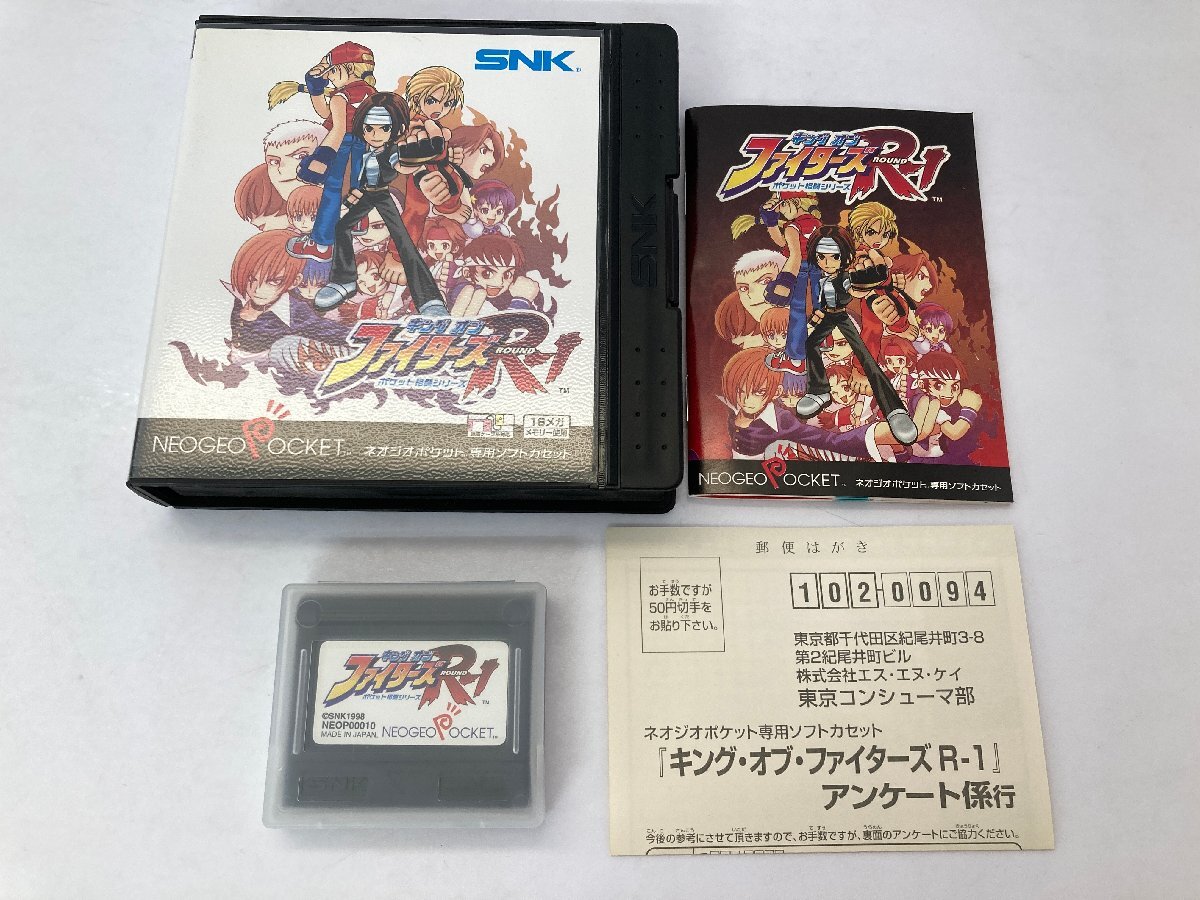 SNK
キング オブ
ファイターズ
ROUND
R-1
ポケット格闘シリーズ
TM
16メガ
メモリー使用
NEOGEO POCKET
ネオジオポケット 専用ソフトカセット
SNK
キング オブ
ファイターズ
ROUND
R-1
ポケット格闘シリーズ
TM
NEOGEO POCKET
ネオジオポケット 専用ソフトカセット
キング オブ
ファイターズ
ROUND
R-1
ポケット格闘シリーズ
TM
©SNK1998
NEOP00010
MADE IN JAPAN.
NEOGEO POCKET
郵便はがき
お手数ですが
50円切手を
お貼り下さい。
102-0094
東京都千代田区紀尾井町3-8
第2紀尾井町ビル
株式会社エス・エヌ・ケイ
東京コンシューマ部
ネオジオポケット専用ソフトカセット
『キング・オブ・ファイターズ R-1』
アンケート係行
今後の参考にさせて頂きますので、お手数ですが、裏面のアンケートにご協力ください。